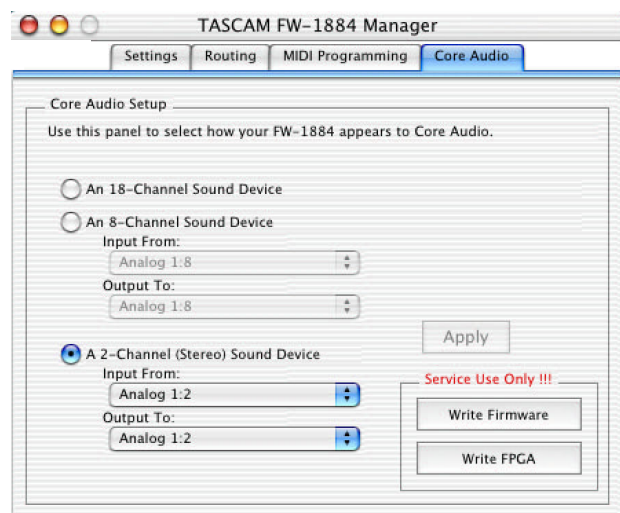 TASCAM FW-1884 Manager
Settings Routing MIDI Programming Core Audio
Core Audio Setup
Use this panel to select how your FW-1884 appears to Core Audio.
An 18-Channel Sound Device
An 8-Channel Sound Device
Input From:
Analog 1:8
Output To:
Analog 1:8
A 2-Channel (Stereo) Sound Device
Input From:
Analog 1:2
Output To:
Analog 1:2
Apply
Service Use Only !!!
Write Firmware
Write FPGA